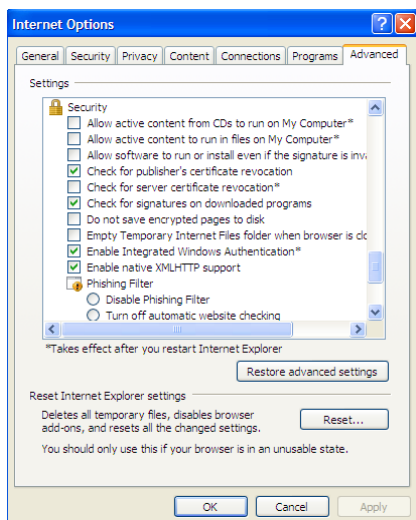 Internet Options
General Security Privacy Content Connections Programs Advanced
Settings
Security
Allow active content from CDs to run on My Computer*
Allow active content to run in files on My Computer*
Allow software to run or install even if the signature is inva
Check for publisher's certificate revocation
Check for server certificate revocation*
Check for signatures on downloaded programs
Do not save encrypted pages to disk
Empty Temporary Internet Files folder when browser is clo
Enable Integrated Windows Authentication*
Enable native XMLHTTP support
Phishing Filter
Disable Phishing Filter
Turn off automatic website checking
*Takes effect after you restart Internet Explorer
Restore advanced settings
Reset Internet Explorer settings
Deletes all temporary files, disables browser
add-ons, and resets all the changed settings.
Reset...
You should only use this if your browser is in an unusable state.
OK Cancel Apply